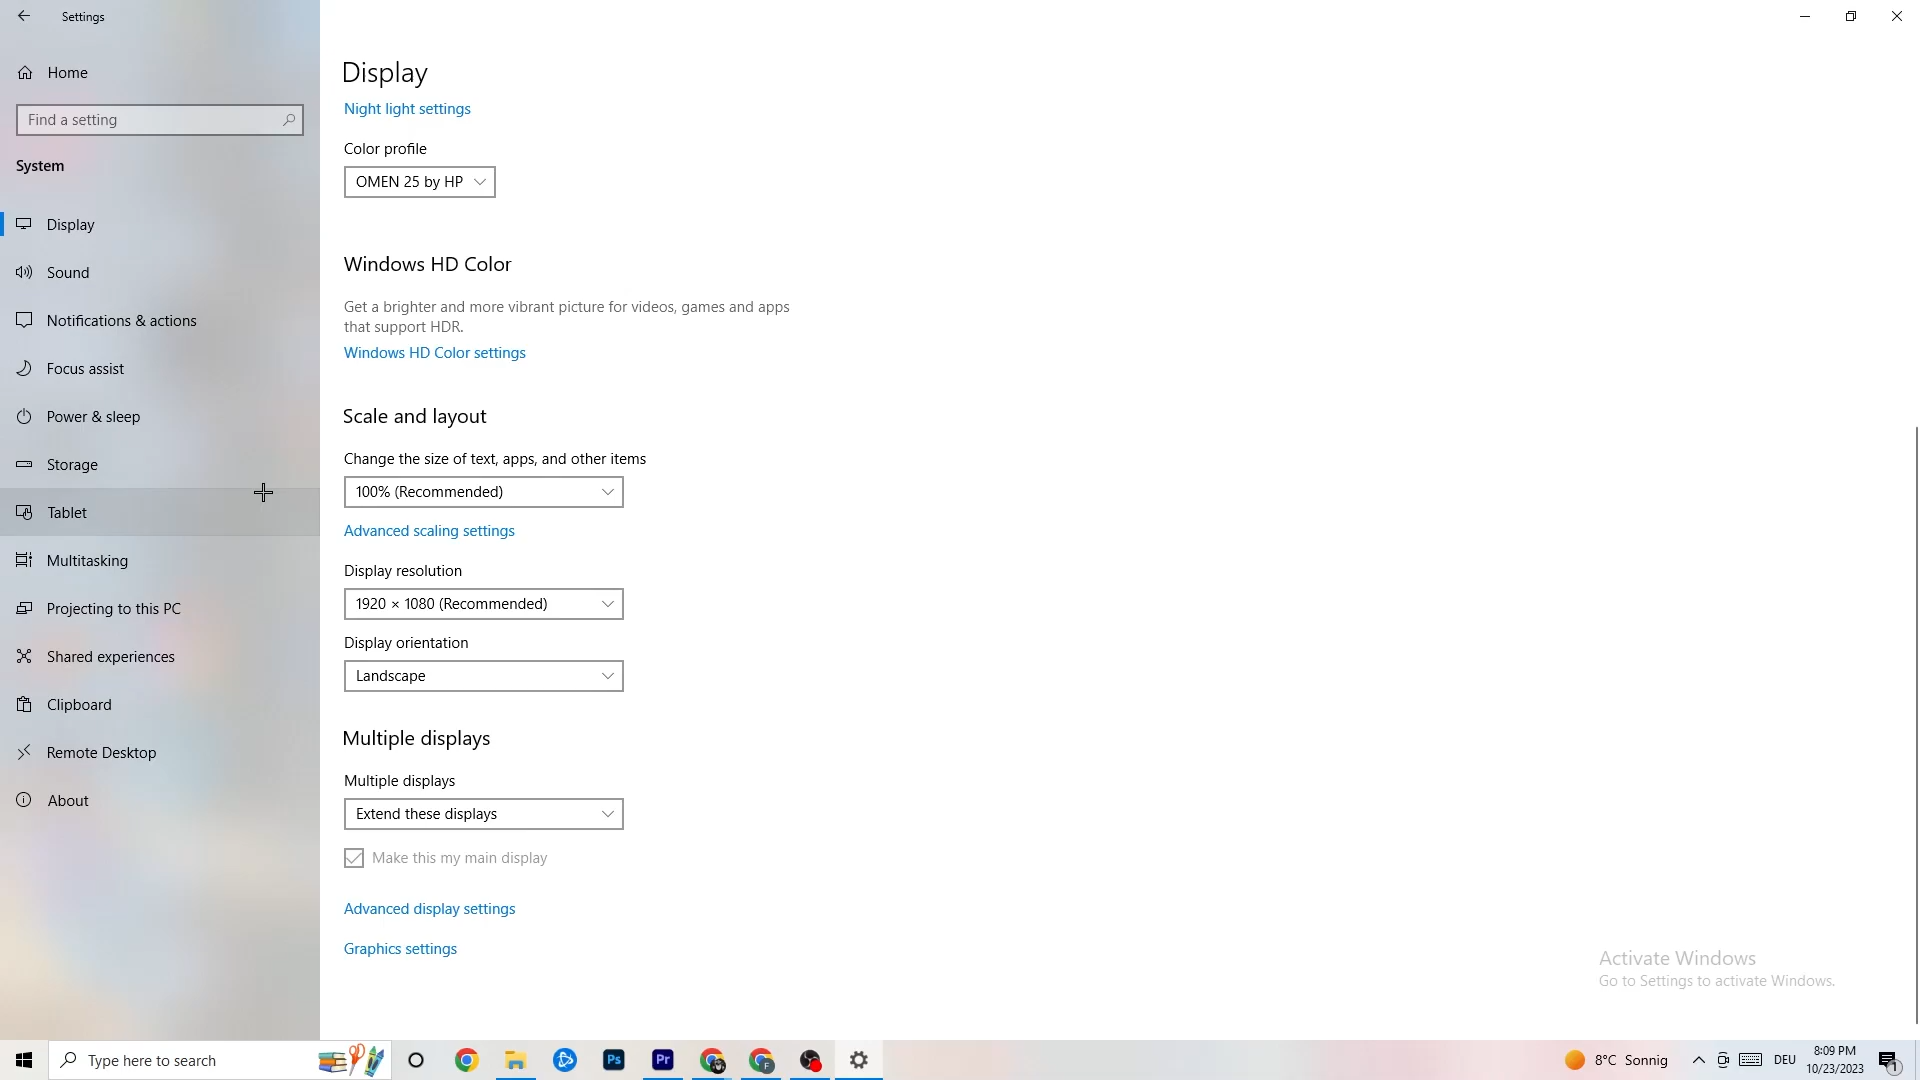 Settings
Home
Find a setting
System
Display
Sound
Notifications & actions
Focus assist
Power & sleep
Storage
Tablet
Multitasking
Projecting to this PC
Shared experiences
Clipboard
Remote Desktop
About
Display
Night light settings
Color profile
OMEN 25 by HP
Windows HD Color
Get a brighter and more vibrant picture for videos, games and apps
that support HDR.
Windows HD Color settings
Scale and layout
Change the size of text, apps, and other items
100% (Recommended)
Advanced scaling settings
Display resolution
1920 × 1080 (Recommended)
Display orientation
Landscape
Multiple displays
Multiple displays
Extend these displays
Make this my main display
Advanced display settings
Graphics settings
Activate Windows
Go to Settings to activate Windows.
Type here to search
Ps
Pr
F
8°C Sonnig
DEU
8:09 PM
10/23/2023
1